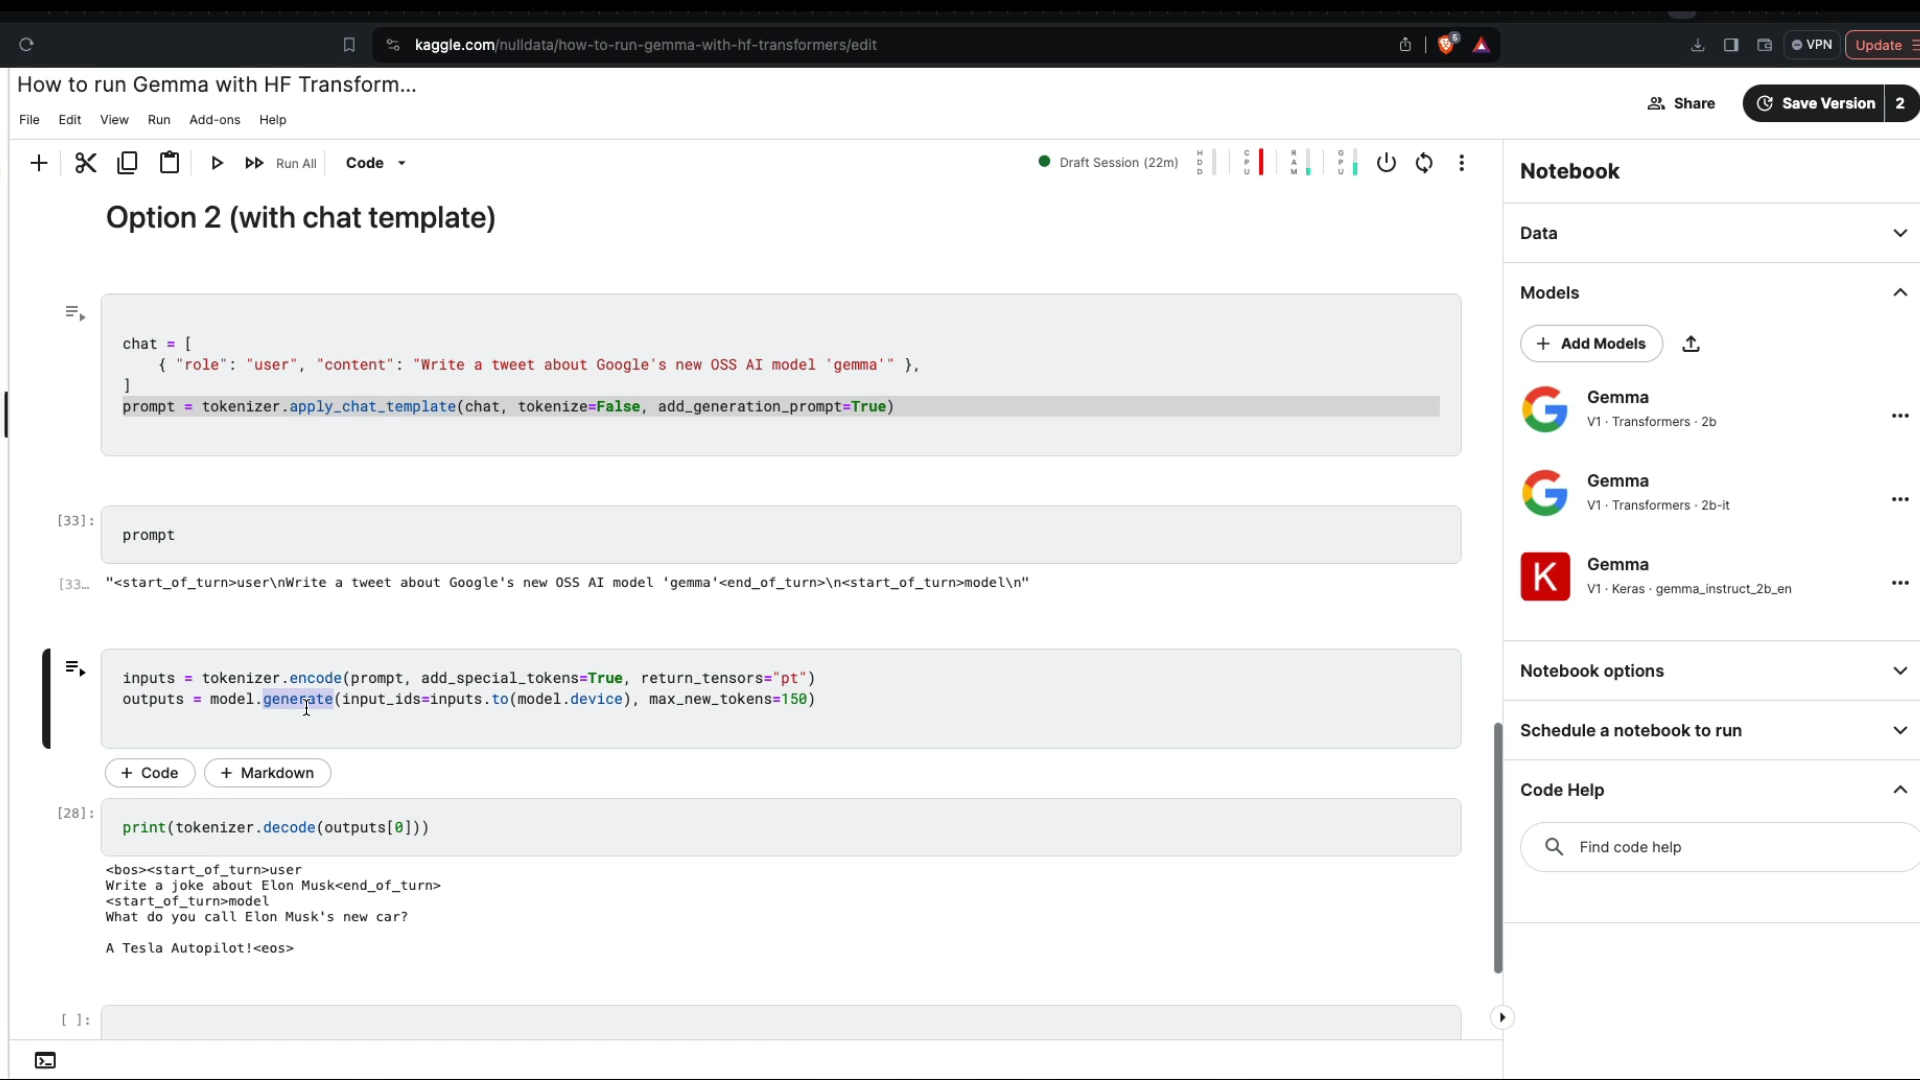 kaggle.com/nulldata/how-to-run-gemma-with-hf-transformers/edit
5
VPN
Update
How to run Gemma with HF Transform...
File Edit View Run Add-ons Help
Share
Save Version 2
Run All
Code
Draft Session (22m)
HDD
CPU
RAM
GPU
Option 2 (with chat template)
chat = [
{ "role": "user", "content": "Write a tweet about Google's new OSS AI model 'gemma'" },
]
prompt = tokenizer.apply_chat_template(chat, tokenize=False, add_generation_prompt=True)
[33]:
prompt
[33…
"<start_of_turn>user\nWrite a tweet about Google's new OSS AI model 'gemma'<end_of_turn>\n<start_of_turn>model\n"
inputs = tokenizer.encode(prompt, add_special_tokens=True, return_tensors="pt")
outputs = model.generate(input_ids=inputs.to(model.device), max_new_tokens=150)
+ Code
+ Markdown
[28]:
print(tokenizer.decode(outputs[0]))
<bos><start_of_turn>user
Write a joke about Elon Musk<end_of_turn>
<start_of_turn>model
What do you call Elon Musk's new car?
A Tesla Autopilot!<eos>
[ ]:
Notebook
Data
Models
+ Add Models
Gemma
V1 · Transformers · 2b
Gemma
V1 · Transformers · 2b-it
K
Gemma
V1 · Keras · gemma_instruct_2b_en
Notebook options
Schedule a notebook to run
Code Help
Find code help